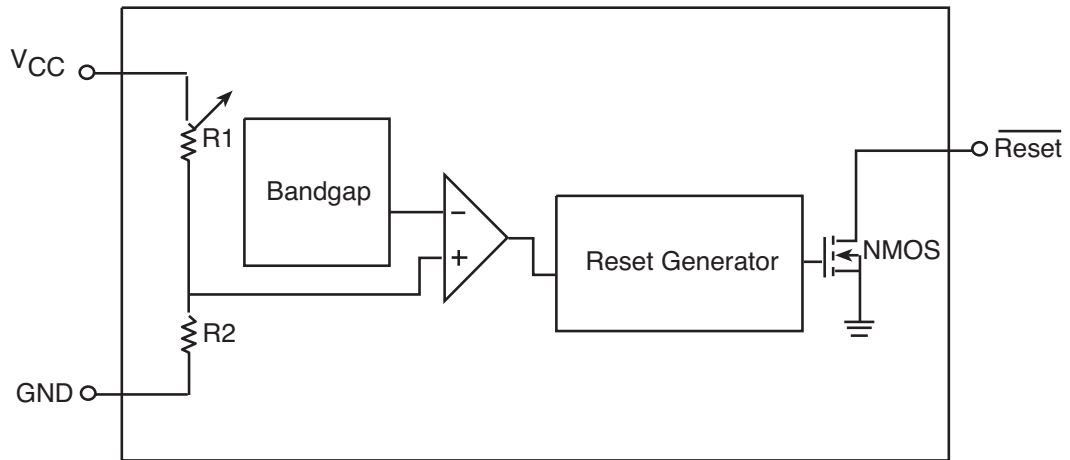 VCC
R1
Reset
Bandgap
−
+
Reset Generator
NMOS
R2
GND